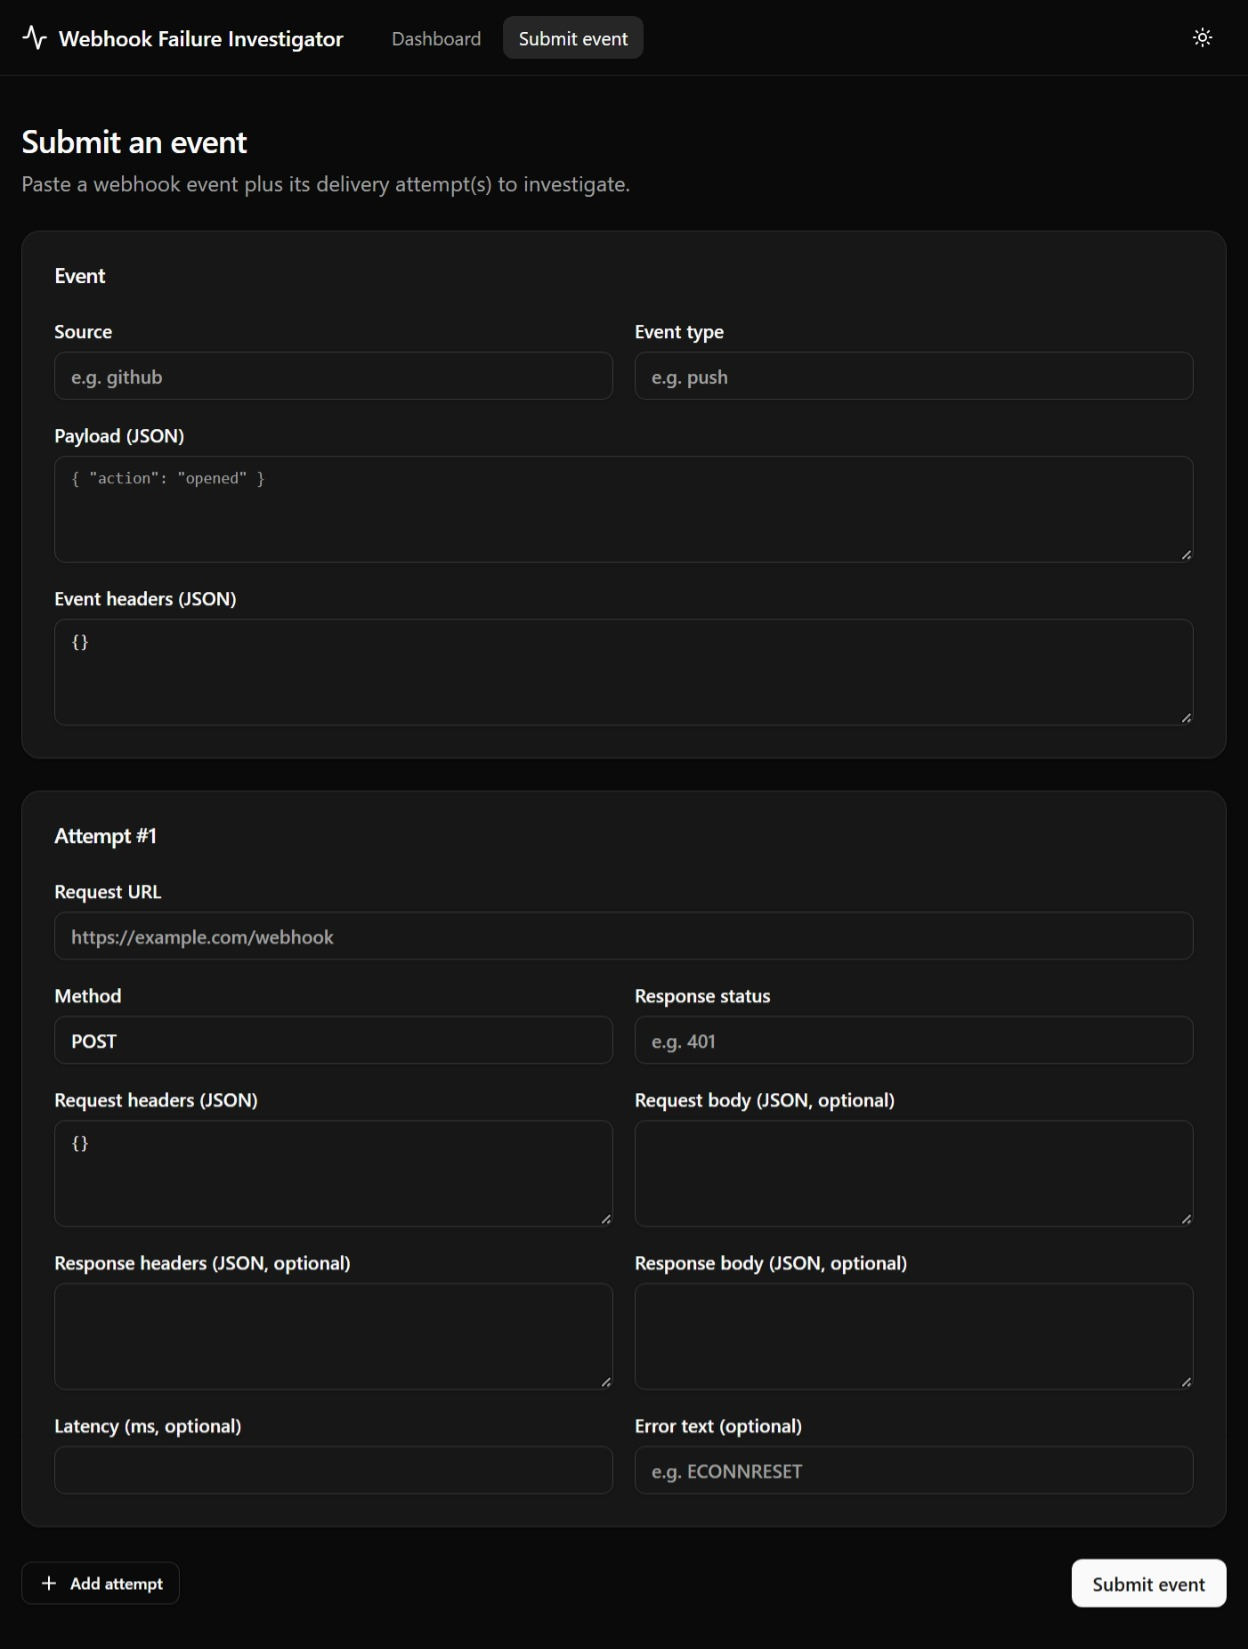 Webhook Failure Investigator
Dashboard
Submit event
Submit an event
Paste a webhook event plus its delivery attempt(s) to investigate.
Event
Source
Event type
e.g. github
e.g. push
Payload (JSON)
{ "action": "opened" }
Event headers (JSON)
{}
Attempt #1
Request URL
https://example.com/webhook
Method
Response status
POST
e.g. 401
Request headers (JSON)
Request body (JSON, optional)
{}
Response headers (JSON, optional)
Response body (JSON, optional)
Latency (ms, optional)
Error text (optional)
e.g. ECONNRESET
Add attempt
Submit event